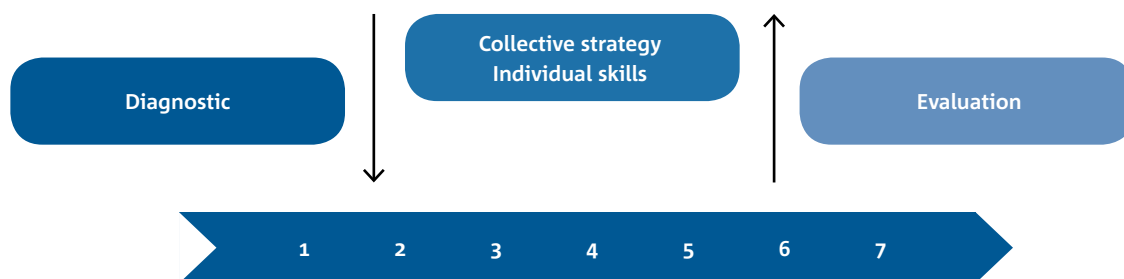 Collective strategy
Individual skills
Diagnostic
Evaluation
1 2 3 4 5 6 7